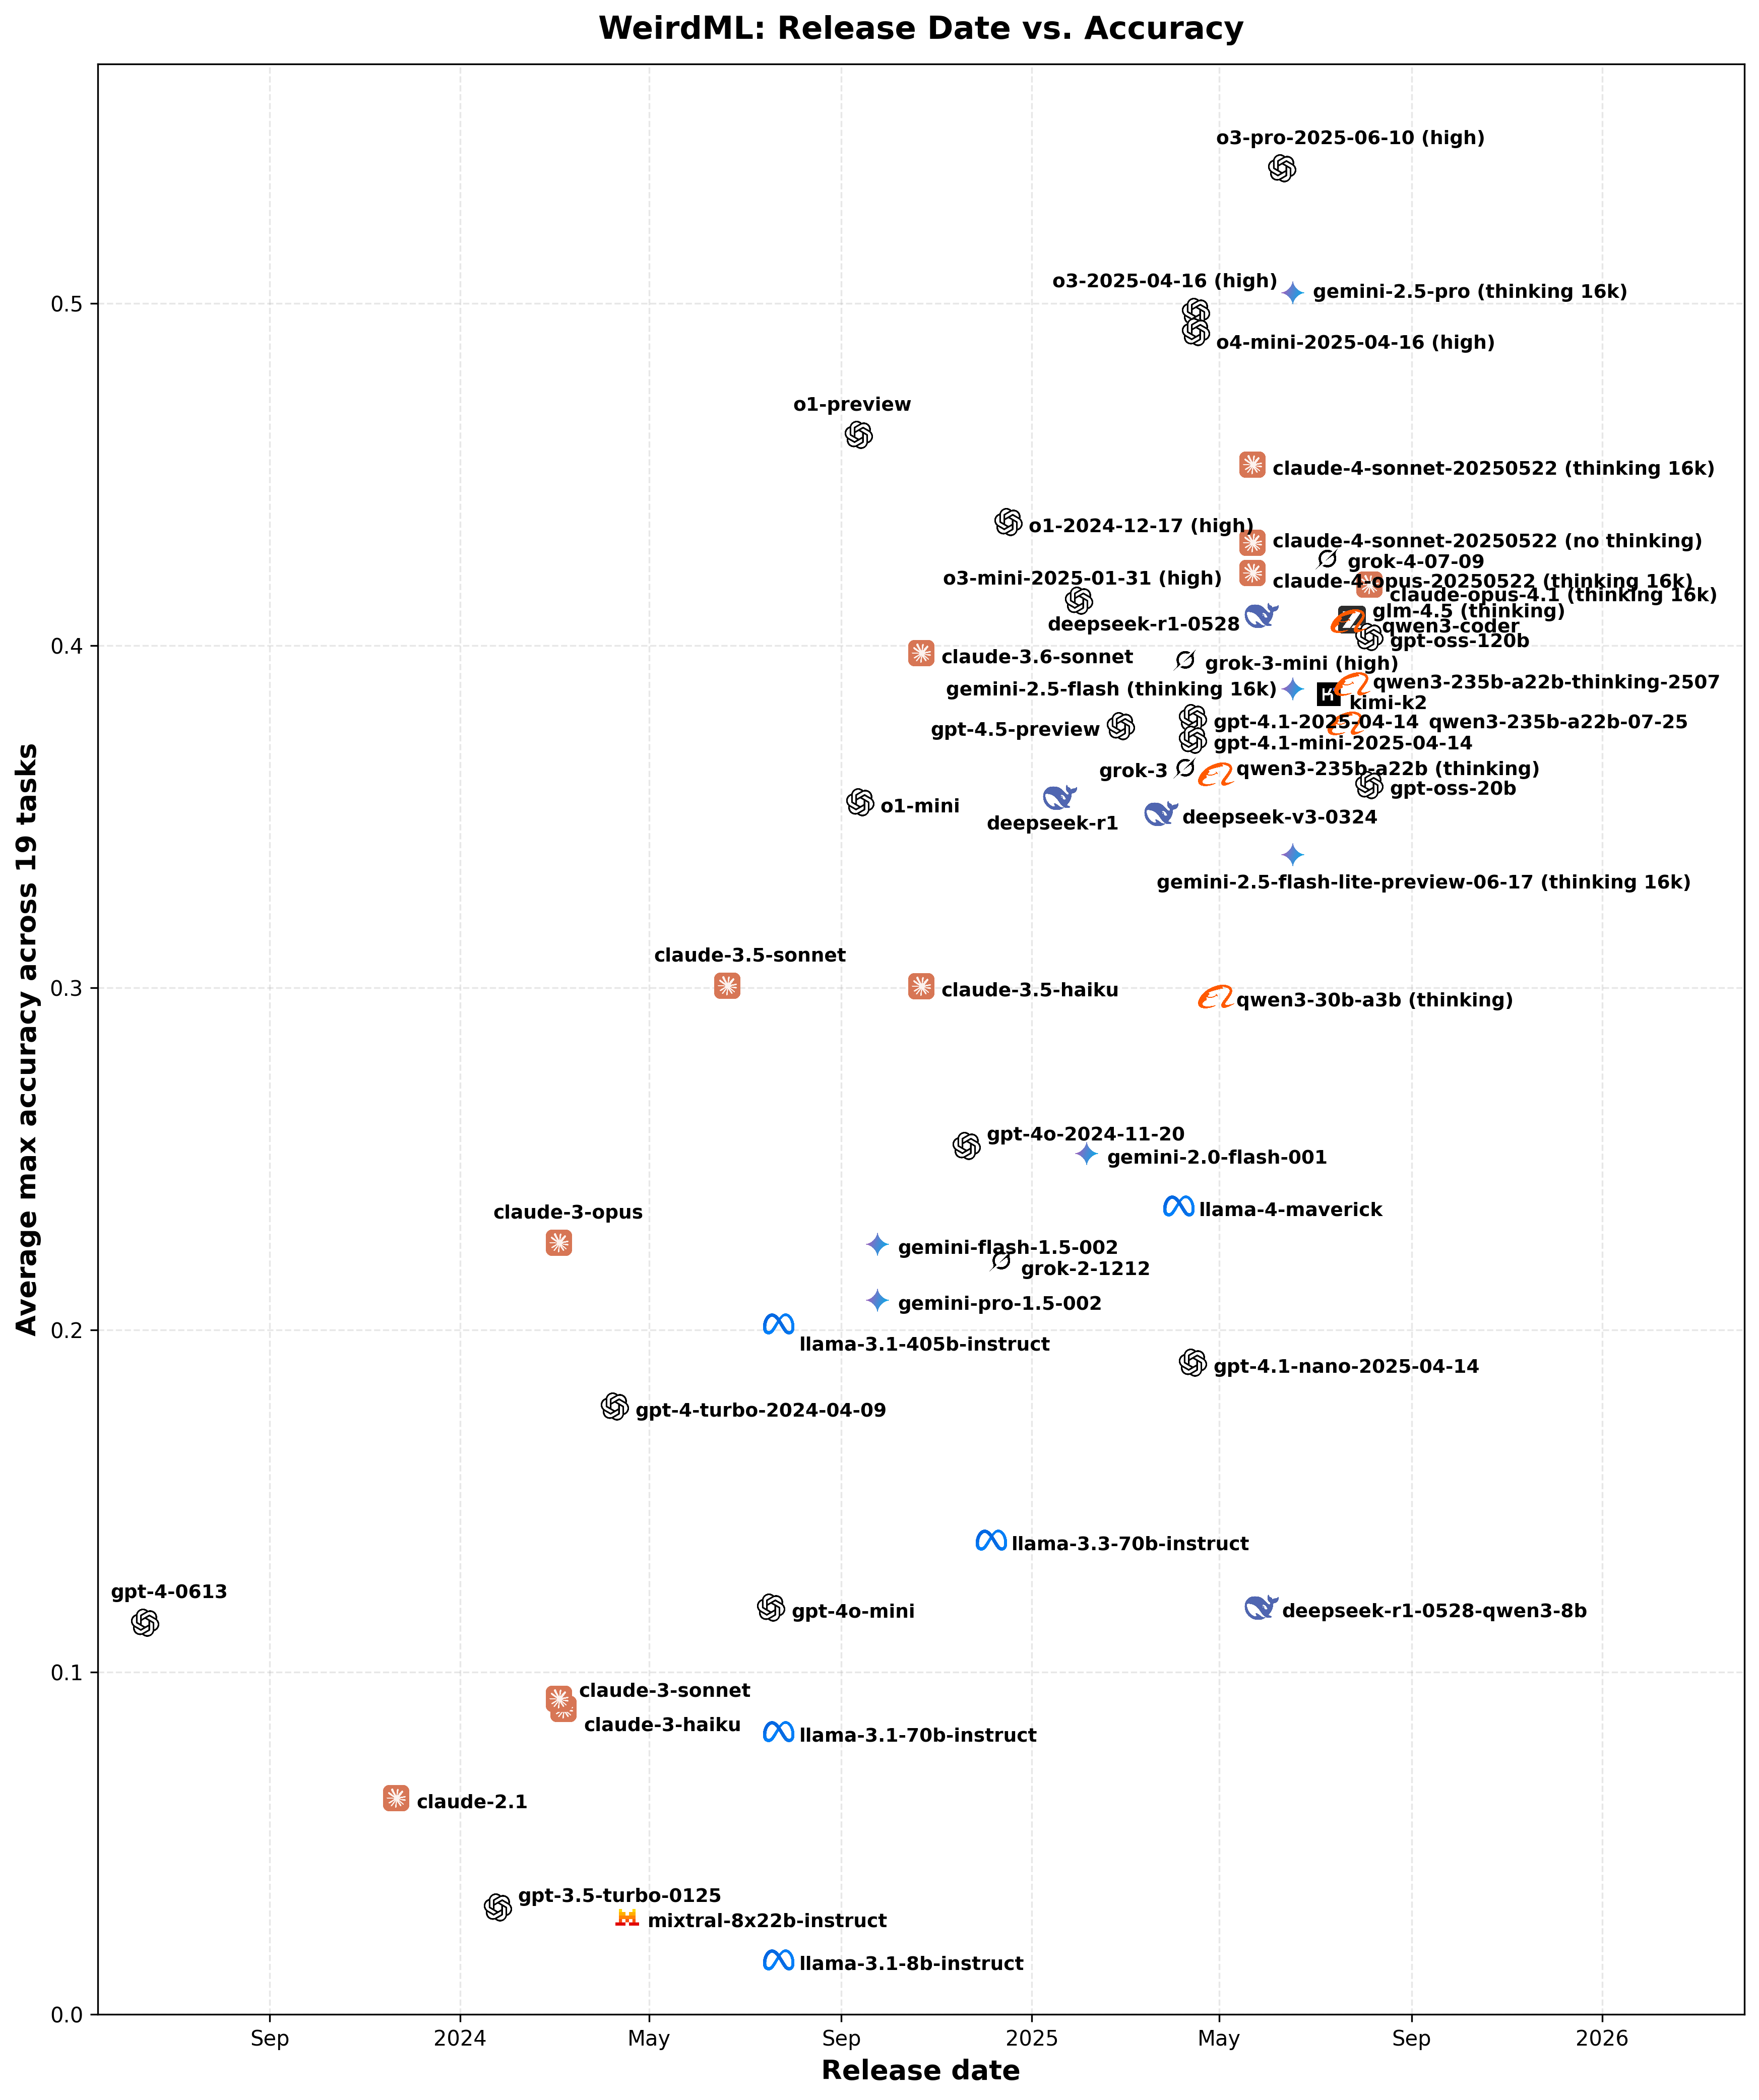 WeirdML: Release Date vs. Accuracy
o3-pro-2025-06-10 (high)
o3-2025-04-16 (high)
gemini-2.5-pro (thinking 16k)
0.5
o4-mini-2025-04-16 (high)
o1-preview
claude-4-sonnet-20250522 (thinking 16k)
o1-2024-12-17 (high)
claude-4-sonnet-20250522 (no thinking)
grok-4-07-09
o3-mini-2025-01-31 (high)
claude-4-opus-20250522 (thinking 16k)
claude-opus-4.1 (thinking 16k)
glm-4.5 (thinking)
deepseek-r1-0528
qwen3-coder
gpt-oss-120b
0.4
claude-3.6-sonnet
grok-3-mini (high)
qwen3-235b-a22b-thinking-2507
gemini-2.5-flash (thinking 16k)
kimi-k2
gpt-4.1-2025-04-14
qwen3-235b-a22b-07-25
gpt-4.5-preview
gpt-4.1-mini-2025-04-14
grok-3
qwen3-235b-a22b (thinking)
gpt-oss-20b
o1-mini
deepseek-v3-0324
deepseek-r1
gemini-2.5-flash-lite-preview-06-17 (thinking 16k)
claude-3.5-sonnet
0.3
claude-3.5-haiku
qwen3-30b-a3b (thinking)
gpt-4o-2024-11-20
gemini-2.0-flash-001
llama-4-maverick
claude-3-opus
gemini-flash-1.5-002
grok-2-1212
gemini-pro-1.5-002
0.2
llama-3.1-405b-instruct
gpt-4.1-nano-2025-04-14
gpt-4-turbo-2024-04-09
llama-3.3-70b-instruct
gpt-4-0613
gpt-4o-mini
deepseek-r1-0528-qwen3-8b
0.1
claude-3-sonnet
claude-3-haiku
llama-3.1-70b-instruct
claude-2.1
gpt-3.5-turbo-0125
mixtral-8x22b-instruct
llama-3.1-8b-instruct
0.0
Average max accuracy across 19 tasks
Sep 2024 May Sep 2025 May Sep 2026
Release date